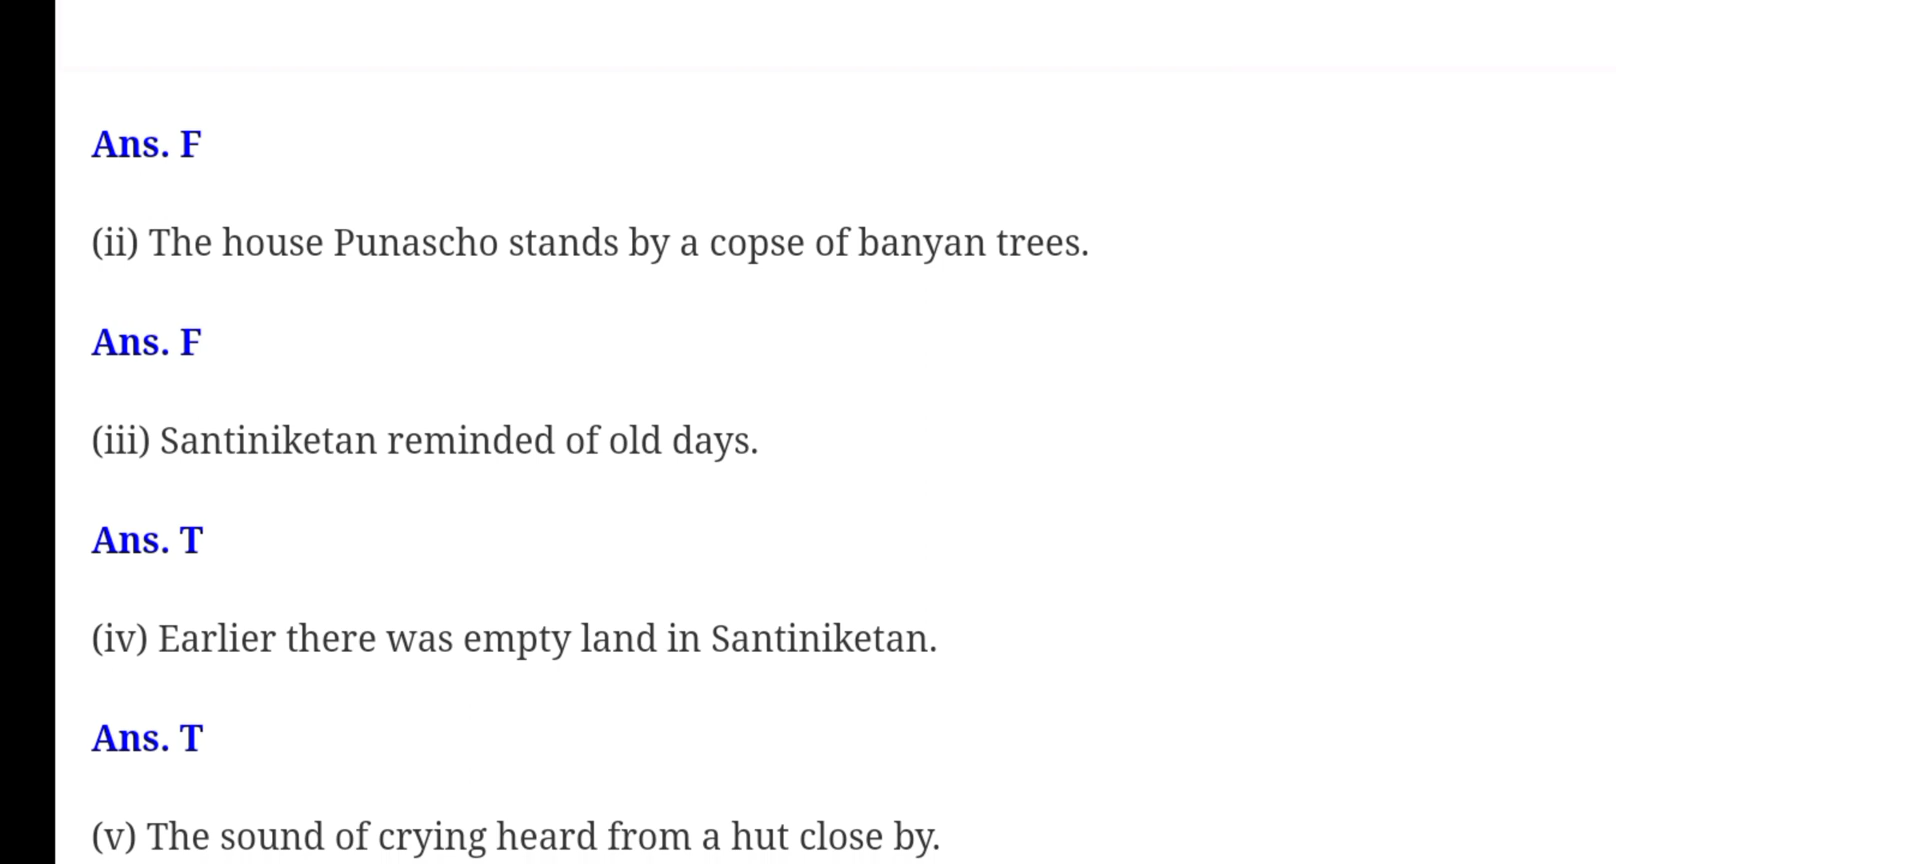 Ans. F
(ii) The house Punascho stands by a copse of banyan trees.
Ans. F
(iii) Santiniketan reminded of old days.
Ans. T
(iv) Earlier there was empty land in Santiniketan.
Ans. T
(v) The sound of crying heard from a hut close by.